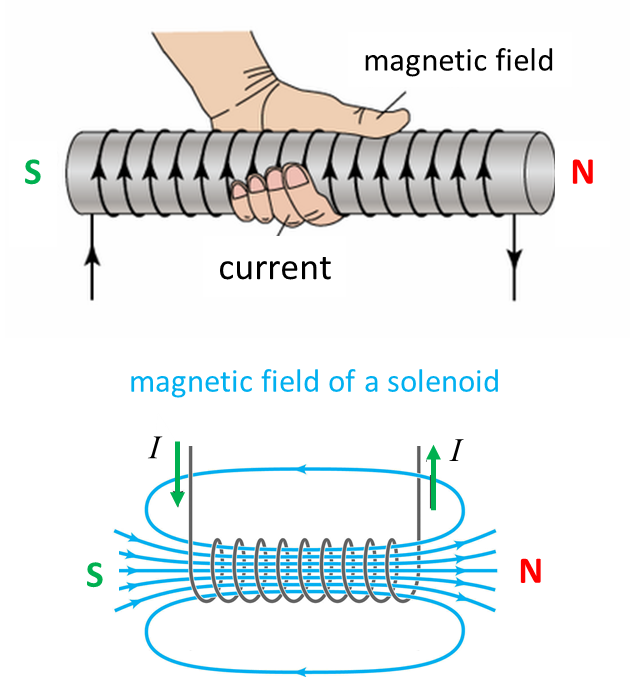 magnetic field
S
N
current
magnetic field of a solenoid
I
I
S
N